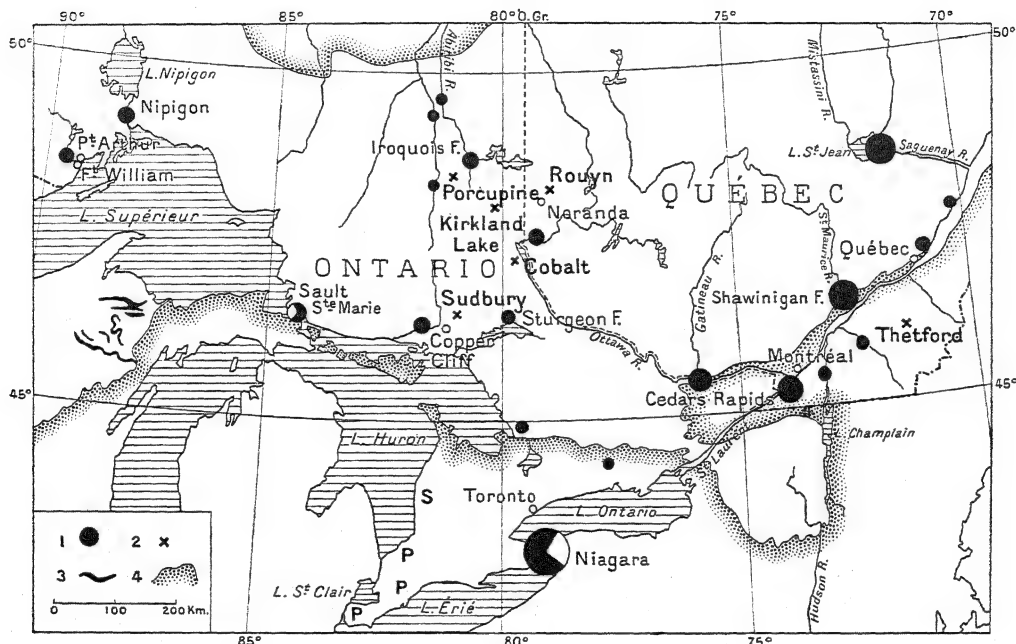 90°
85°
80°O.Gr.
75°
70°
50°
50°
Abitibi R.
Mistassini R.
L. Nipigon
Nipigon
Pt Arthur
Ft William
Iroquois F.
L. St Jean
Saguenay R.
Porcupine
Rouyn
QUÉBEC
Kirkland
Lake
Noranda
L. Supérieur
St Maurice R.
Québec
ONTARIO
Cobalt
Gatineau R.
Shawinigan F.
Sault
Ste Marie
Sudbury
Sturgeon F.
Thetford
Copper
Cliff
Ottawa R.
Montréal
45°
Cedars Rapids
45°
L. Huron
Champlain
S
Toronto
L. Ontario
1
2
P
Niagara
3
4
P
L. St Clair
Hudson R.
0 100 200 Km.
P
L. Érié
85°
80°
75°